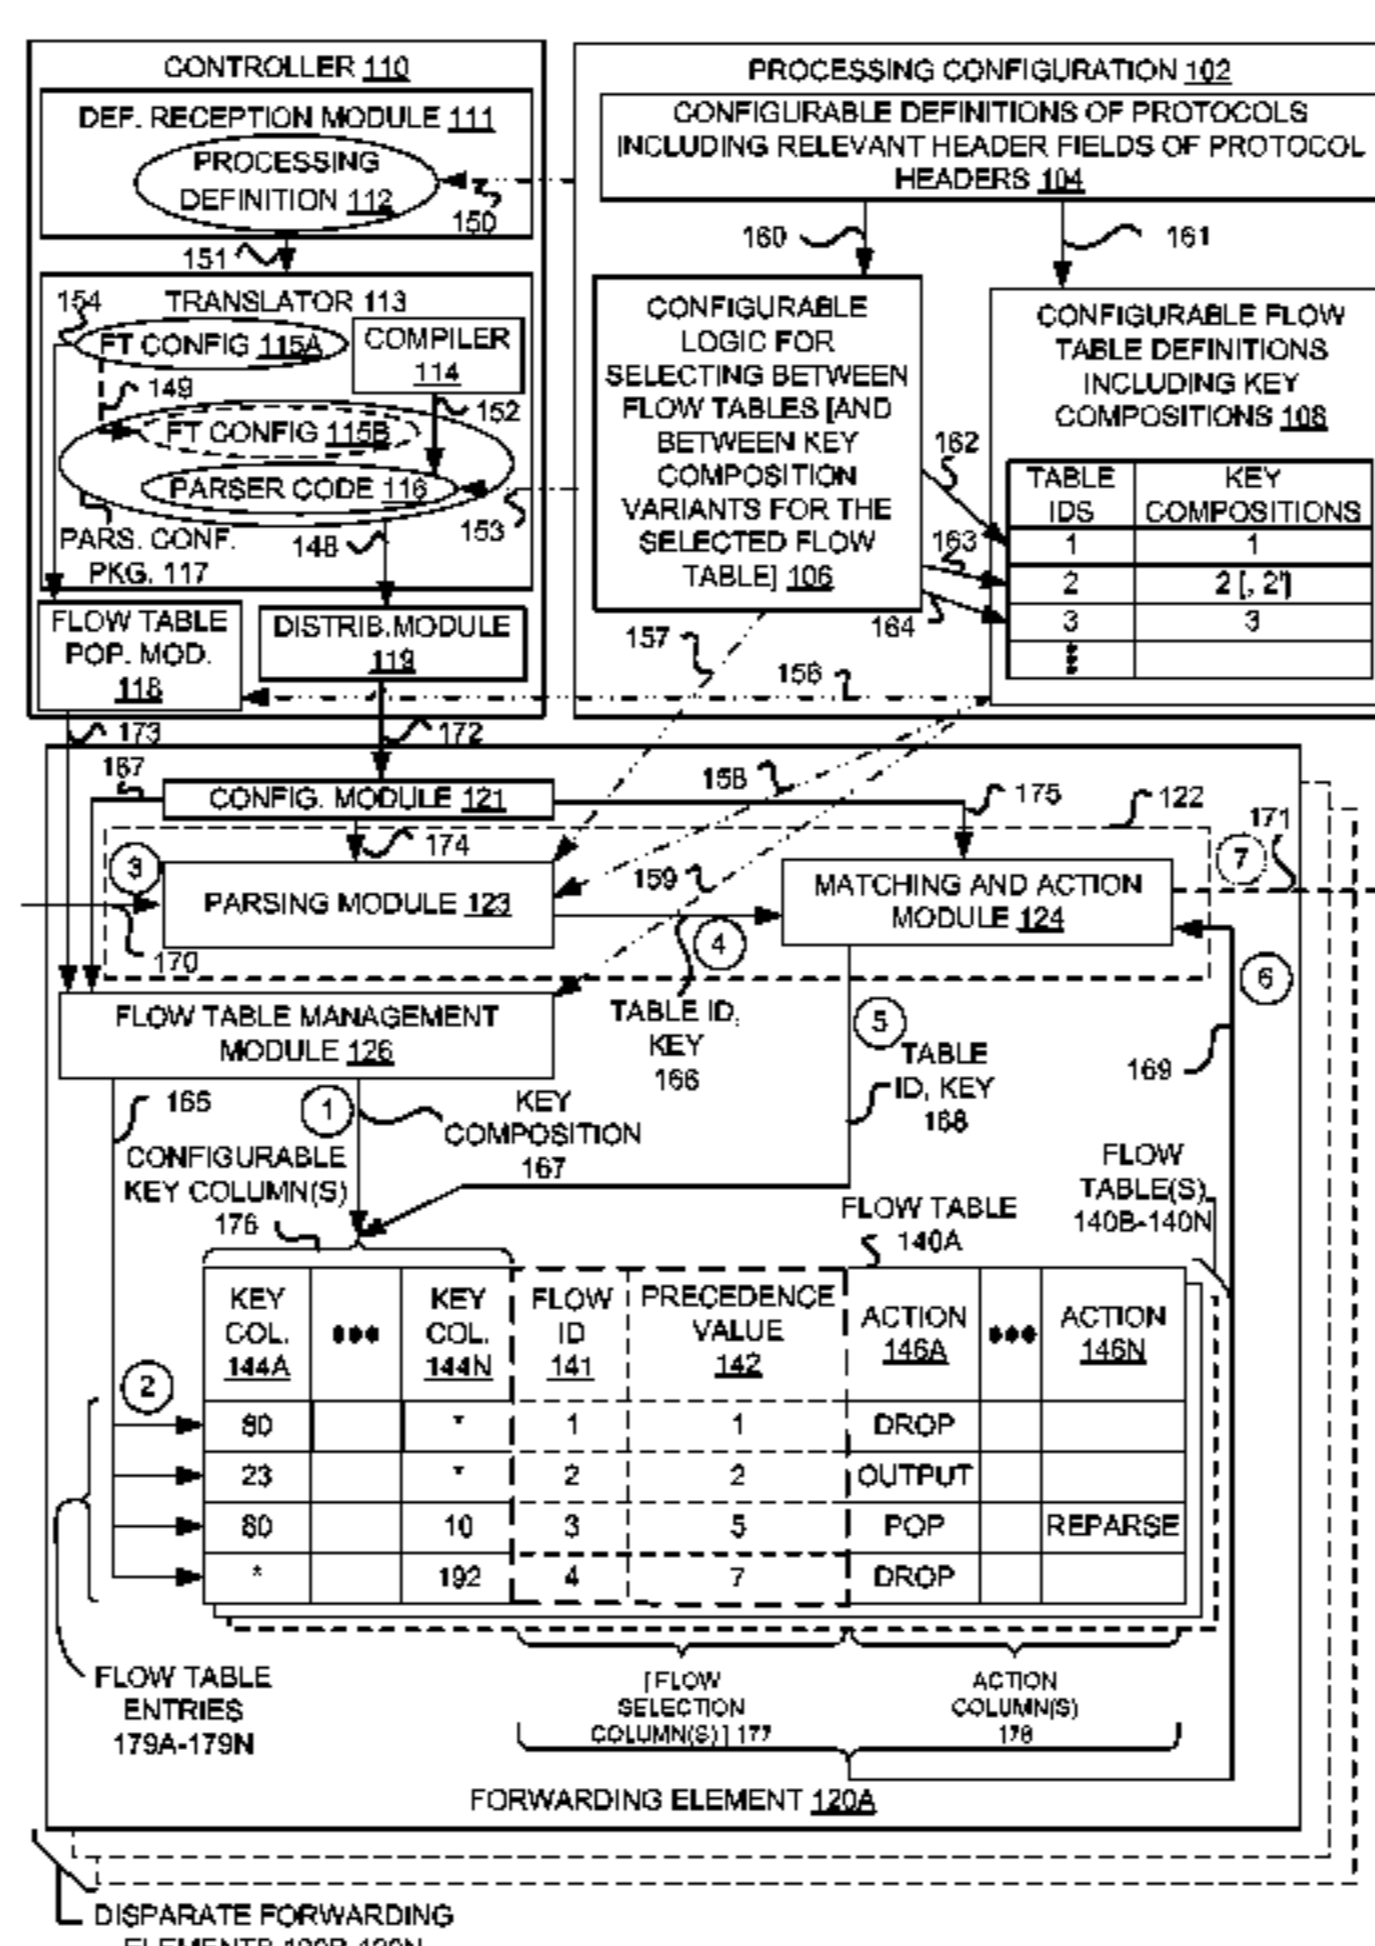 CONTROLLER 110
DEF. RECEPTION MODULE 111
PROCESSING
DEFINITION 112
150
151
TRANSLATOR 113
154
FT CONFIG 115A
COMPILER
114
149
152
FT CONFIG 115B
PARSER CODE 116
153
PARS. CONF.
PKG. 117
148
FLOW TABLE
POP. MOD.
118
DISTRIB.MODULE
119
PROCESSING CONFIGURATION 102
CONFIGURABLE DEFINITIONS OF PROTOCOLS
INCLUDING RELEVANT HEADER FIELDS OF PROTOCOL
HEADERS 104
160
161
CONFIGURABLE
LOGIC FOR
SELECTING BETWEEN
FLOW TABLES [AND
BETWEEN KEY
COMPOSITION
VARIANTS FOR THE
SELECTED FLOW
TABLE] 106
CONFIGURABLE FLOW
TABLE DEFINITIONS
INCLUDING KEY
COMPOSITIONS 108
162
163
164
TABLE
IDS
KEY
COMPOSITIONS
1 1
2 2 [, 2']
3 3
157
156
173
172
167
CONFIG. MODULE 121
158
175
122
171
174
3
PARSING MODULE 123
170
159
4
MATCHING AND ACTION
MODULE 124
7
6
FLOW TABLE MANAGEMENT
MODULE 126
TABLE ID,
KEY
166
5
TABLE
ID, KEY
168
169
165
1
KEY
COMPOSITION
167
CONFIGURABLE
KEY COLUMN(S)
176
FLOW TABLE
140A
FLOW
TABLE(S)
140B-140N
KEY
COL.
144A
KEY
COL.
144N
FLOW
ID
141
PRECEDENCE
VALUE
142
ACTION
146A
ACTION
146N
2
80 * 1 1 DROP
23 * 2 2 OUTPUT
80 10 3 5 POP REPARSE
* 192 4 7 DROP
FLOW TABLE
ENTRIES
179A-179N
[FLOW
SELECTION
COLUMN(S)] 177
ACTION
COLUMN(S)
178
FORWARDING ELEMENT 120A
DISPARATE FORWARDING
ELEMENTS 120B-120N